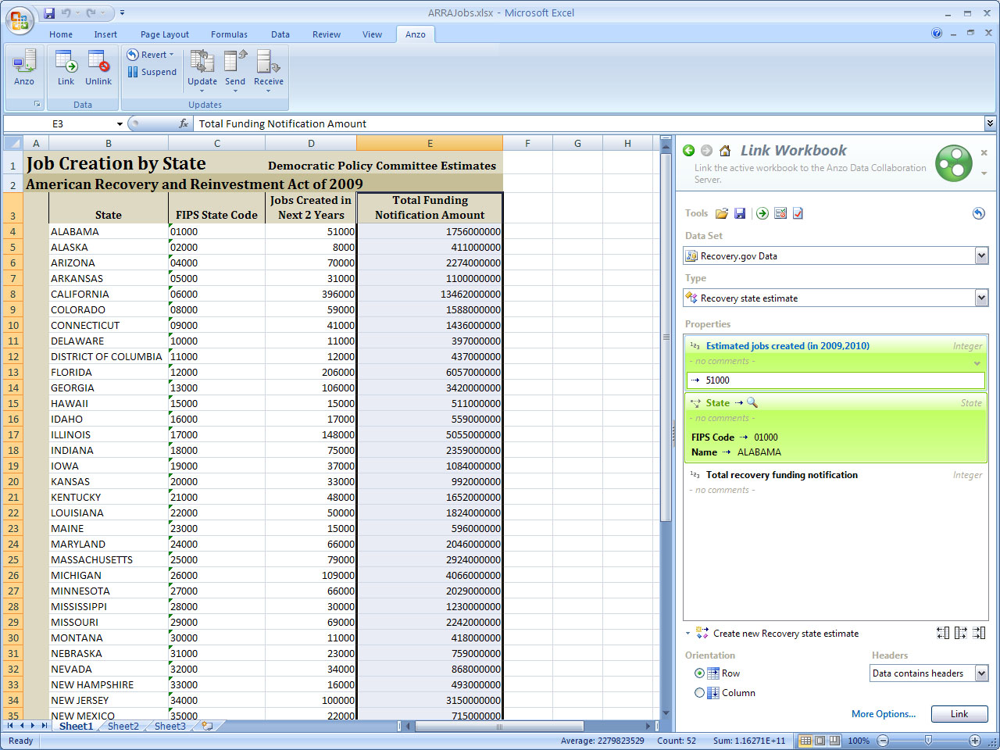 ARRAJobs.xlsx - Microsoft Excel
Home Insert Page Layout Formulas Data Review View Anzo
Anzo Link Unlink Revert Suspend Update Send Receive
Data Updates
E3 fx Total Funding Notification Amount
A B C D E F G H
1 Job Creation by State Democratic Policy Committee Estimates
2 American Recovery and Reinvestment Act of 2009
3 State FIPS State Code Jobs Created in Next 2 Years Total Funding Notification Amount
4 ALABAMA 01000 51000 1756000000
5 ALASKA 02000 8000 411000000
6 ARIZONA 04000 70000 2274000000
7 ARKANSAS 05000 31000 1100000000
8 CALIFORNIA 06000 396000 13462000000
9 COLORADO 08000 59000 1588000000
10 CONNECTICUT 09000 41000 1436000000
11 DELAWARE 10000 11000 397000000
12 DISTRICT OF COLUMBIA 11000 12000 437000000
13 FLORIDA 12000 206000 6057000000
14 GEORGIA 13000 106000 3420000000
15 HAWAII 15000 15000 511000000
16 IDAHO 16000 17000 559000000
17 ILLINOIS 17000 148000 5055000000
18 INDIANA 18000 75000 2359000000
19 IOWA 19000 37000 1084000000
20 KANSAS 20000 33000 992000000
21 KENTUCKY 21000 48000 1652000000
22 LOUISIANA 22000 50000 1824000000
23 MAINE 23000 15000 596000000
24 MARYLAND 24000 66000 2046000000
25 MASSACHUSETTS 25000 79000 2924000000
26 MICHIGAN 26000 109000 4066000000
27 MINNESOTA 27000 66000 2029000000
28 MISSISSIPPI 28000 30000 1230000000
29 MISSOURI 29000 69000 2242000000
30 MONTANA 30000 11000 418000000
31 NEBRASKA 31000 23000 759000000
32 NEVADA 32000 34000 868000000
33 NEW HAMPSHIRE 33000 16000 493000000
34 NEW JERSEY 34000 100000 3150000000
35 NEW MEXICO 35000 22000 715000000
Sheet1 Sheet2 Sheet3
Link Workbook
Link the active workbook to the Anzo Data Collaboration
Server.
Tools
Data Set
Recovery.gov Data
Type
Recovery state estimate
Properties
123 Estimated jobs created (in 2009,2010) Integer
- no comments -
51000
State State
- no comments -
FIPS Code 01000
Name ALABAMA
123 Total recovery funding notification Integer
- no comments -
Create new Recovery state estimate
Orientation Headers
Row Data contains headers
Column
More Options... Link
Ready Average: 2279823529 Count: 52 Sum: 1.16271E+11 100%